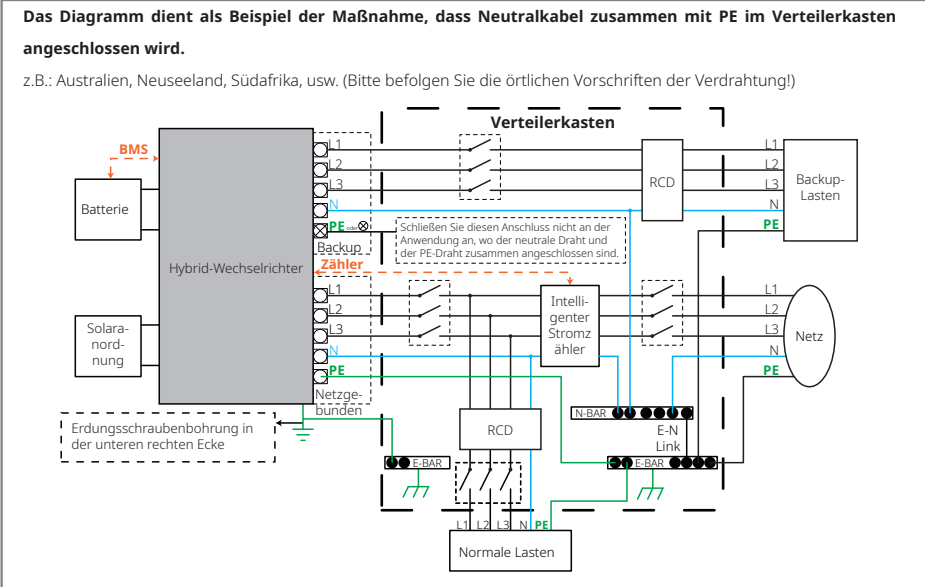 Das Diagramm dient als Beispiel der Maßnahme, dass Neutralkabel zusammen mit PE im Verteilerkasten
angeschlossen wird.
z.B.: Australien, Neuseeland, Südafrika, usw. (Bitte befolgen Sie die örtlichen Vorschriften der Verdrahtung!)
Verteilerkasten
BMS
Batterie
Hybrid-Wechselrichter
Solara-
nord-
nung
L1
L2
L3
N
PE oder
Backup
Schließen Sie diesen Anschluss nicht an der
Anwendung an, wo der neutrale Draht und
der PE-Draht zusammen angeschlossen sind.
RCD
L1
L2
L3
N
PE
Backup-
Lasten
Zähler
L1
L2
L3
N
PE
Netzge-
bunden
Intelli-
genter
Stromz
ähler
L1
L2
L3
N
PE
Netz
Erdungsschraubenbohrung in
der unteren rechten Ecke
RCD
N-BAR
E-N
Link
E-BAR
E-BAR
L1 L2 L3 N PE
Normale Lasten